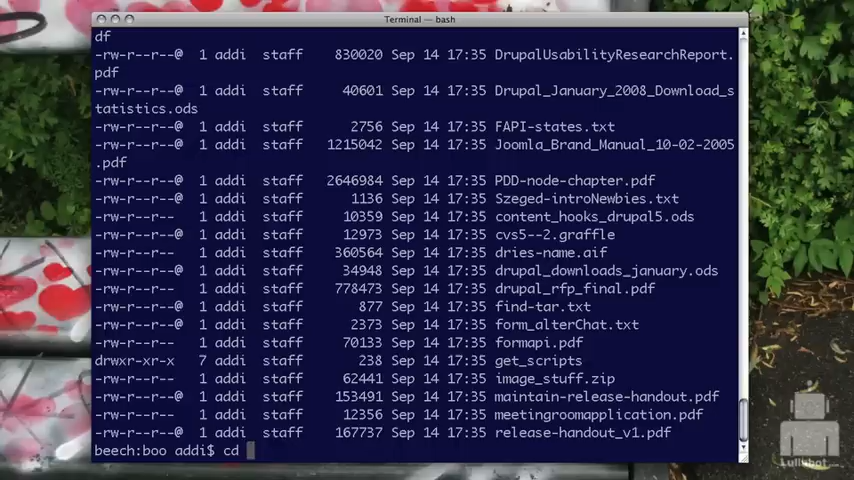 Terminal — bash
df
-rw-r--r--@ 1 addi staff 830020 Sep 14 17:35 DrupalUsabilityResearchReport.
pdf
-rw-r--r--@ 1 addi staff 40601 Sep 14 17:35 Drupal_January_2008_Download_s
tatistics.ods
-rw-r--r--@ 1 addi staff 2756 Sep 14 17:35 FAPI-states.txt
-rw-r--r--@ 1 addi staff 1215042 Sep 14 17:35 Joomla_Brand_Manual_10-02-2005
.pdf
-rw-r--r--@ 1 addi staff 2646984 Sep 14 17:35 PDD-node-chapter.pdf
-rw-r--r--@ 1 addi staff 1136 Sep 14 17:35 Szeged-introNewbies.txt
-rw-r--r-- 1 addi staff 10359 Sep 14 17:35 content_hooks_drupal5.ods
-rw-r--r--@ 1 addi staff 12973 Sep 14 17:35 cvs5--2.graffle
-rw-r--r-- 1 addi staff 360564 Sep 14 17:35 dries-name.aif
-rw-r--r--@ 1 addi staff 34948 Sep 14 17:35 drupal_downloads_january.ods
-rw-r--r--@ 1 addi staff 778473 Sep 14 17:35 drupal_rfp_final.pdf
-rw-r--r--@ 1 addi staff 877 Sep 14 17:35 find-tar.txt
-rw-r--r--@ 1 addi staff 2373 Sep 14 17:35 form_alterChat.txt
-rw-r--r-- 1 addi staff 70133 Sep 14 17:35 formapi.pdf
drwxr-xr-x 7 addi staff 238 Sep 14 17:35 get_scripts
-rw-r--r-- 1 addi staff 62441 Sep 14 17:35 image_stuff.zip
-rw-r--r--@ 1 addi staff 153491 Sep 14 17:35 maintain-release-handout.pdf
-rw-r--r--@ 1 addi staff 12356 Sep 14 17:35 meetingroomapplication.pdf
-rw-r--r--@ 1 addi staff 167737 Sep 14 17:35 release-handout_v1.pdf
beech:boo addi$ cd
Lullabot.com